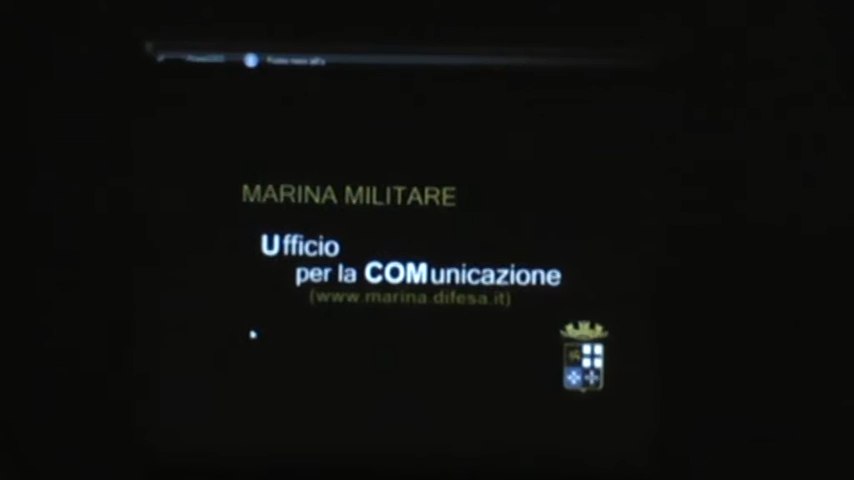 MARINA MILITARE
Ufficio
per la COMunicazione
(www.marina.difesa.it)